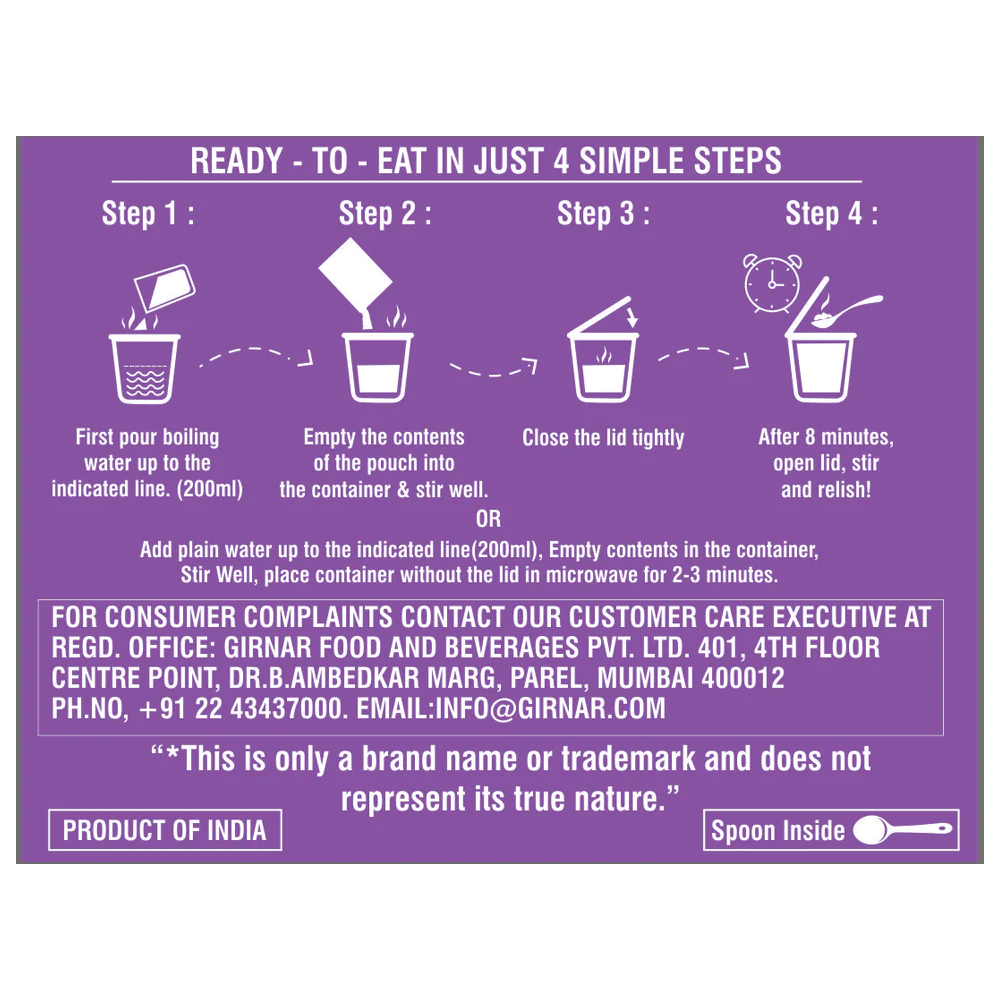 READY - TO - EAT IN JUST 4 SIMPLE STEPS
Step 1 :
Step 2 :
Step 3 :
Step 4 :
First pour boiling
water up to the
indicated line. (200ml)
Empty the contents
of the pouch into
the container & stir well.
Close the lid tightly
After 8 minutes,
open lid, stir
and relish!
OR
Add plain water up to the indicated line(200ml), Empty contents in the container,
Stir Well, place container without the lid in microwave for 2-3 minutes.
FOR CONSUMER COMPLAINTS CONTACT OUR CUSTOMER CARE EXECUTIVE AT
REGD. OFFICE: GIRNAR FOOD AND BEVERAGES PVT. LTD. 401, 4TH FLOOR
CENTRE POINT, DR.B.AMBEDKAR MARG, PAREL, MUMBAI 400012
PH.NO, +91 22 43437000. EMAIL:INFO@GIRNAR.COM
“*This is only a brand name or trademark and does not
represent its true nature.”
PRODUCT OF INDIA
Spoon Inside